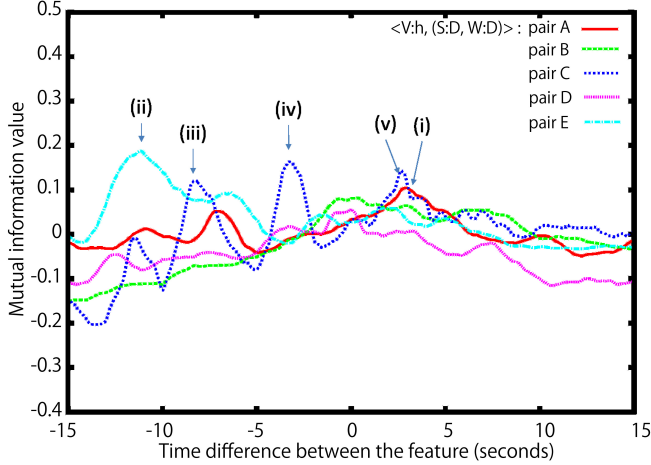 0.5
<V:h, (S:D, W:D)> : pair A
pair B
0.4
pair C
pair D
0.3
pair E
(ii) (iii) (iv) (v) (i)
0.2
0.1
0
-0.1
-0.2
-0.3
-0.4
Mutual information value
-15 -10 -5 0 5 10 15
Time difference between the feature (seconds)